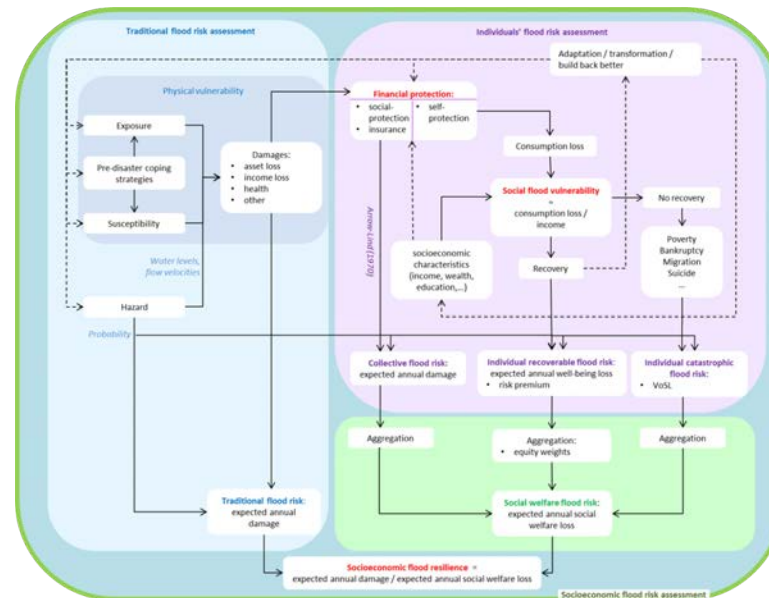 Traditional flood risk assessment
Individuals' flood risk assessment
Adaptation / transformation /
build back better
Physical vulnerability
Financial protection:
• social-
protection
• insurance
• self-
protection
Exposure
Pre-disaster coping
strategies
Susceptibility
Damages:
• asset loss
• income loss
• health
• other
Consumption loss
Social flood vulnerability
=
consumption loss /
income
No recovery
Arrow-Lind (1970)
Water levels,
flow velocities
socioeconomic
characteristics
(income, wealth,
education,...)
Recovery
Poverty
Bankruptcy
Migration
Suicide
...
Hazard
Probability
Collective flood risk:
expected annual damage
Individual recoverable flood risk:
expected annual well-being loss
• risk premium
Individual catastrophic
flood risk:
• VoSL
Aggregation
Aggregation:
• equity weights
Aggregation
Traditional flood risk:
expected annual
damage
Social welfare flood risk:
expected annual social
welfare loss
Socioeconomic flood resilience =
expected annual damage / expected annual social welfare loss
Socioeconomic flood risk assessment